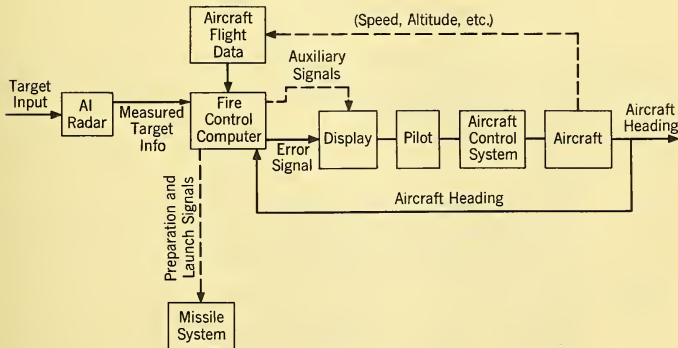 Aircraft
Flight
Data
(Speed, Altitude, etc.)
Auxiliary
Signals
Target
Input
AI
Radar
Measured
Target
Info
Fire
Control
Computer
Error
Signal
Display
Pilot
Aircraft
Control
System
Aircraft
Aircraft
Heading
Aircraft Heading
Preparation and
Launch Signals
Missile
System